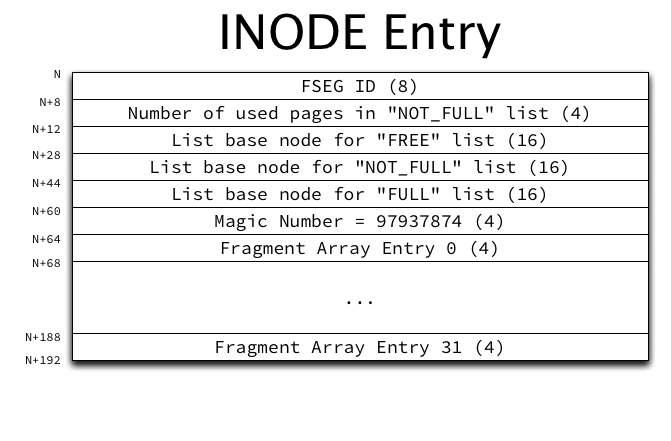 INODE Entry
N
FSEG ID (8)
N+8
Number of used pages in "NOT_FULL" list (4)
N+12
List base node for "FREE" list (16)
N+28
List base node for "NOT_FULL" list (16)
N+44
List base node for "FULL" list (16)
N+60
Magic Number = 97937874 (4)
N+64
Fragment Array Entry 0 (4)
N+68
...
N+188
Fragment Array Entry 31 (4)
N+192